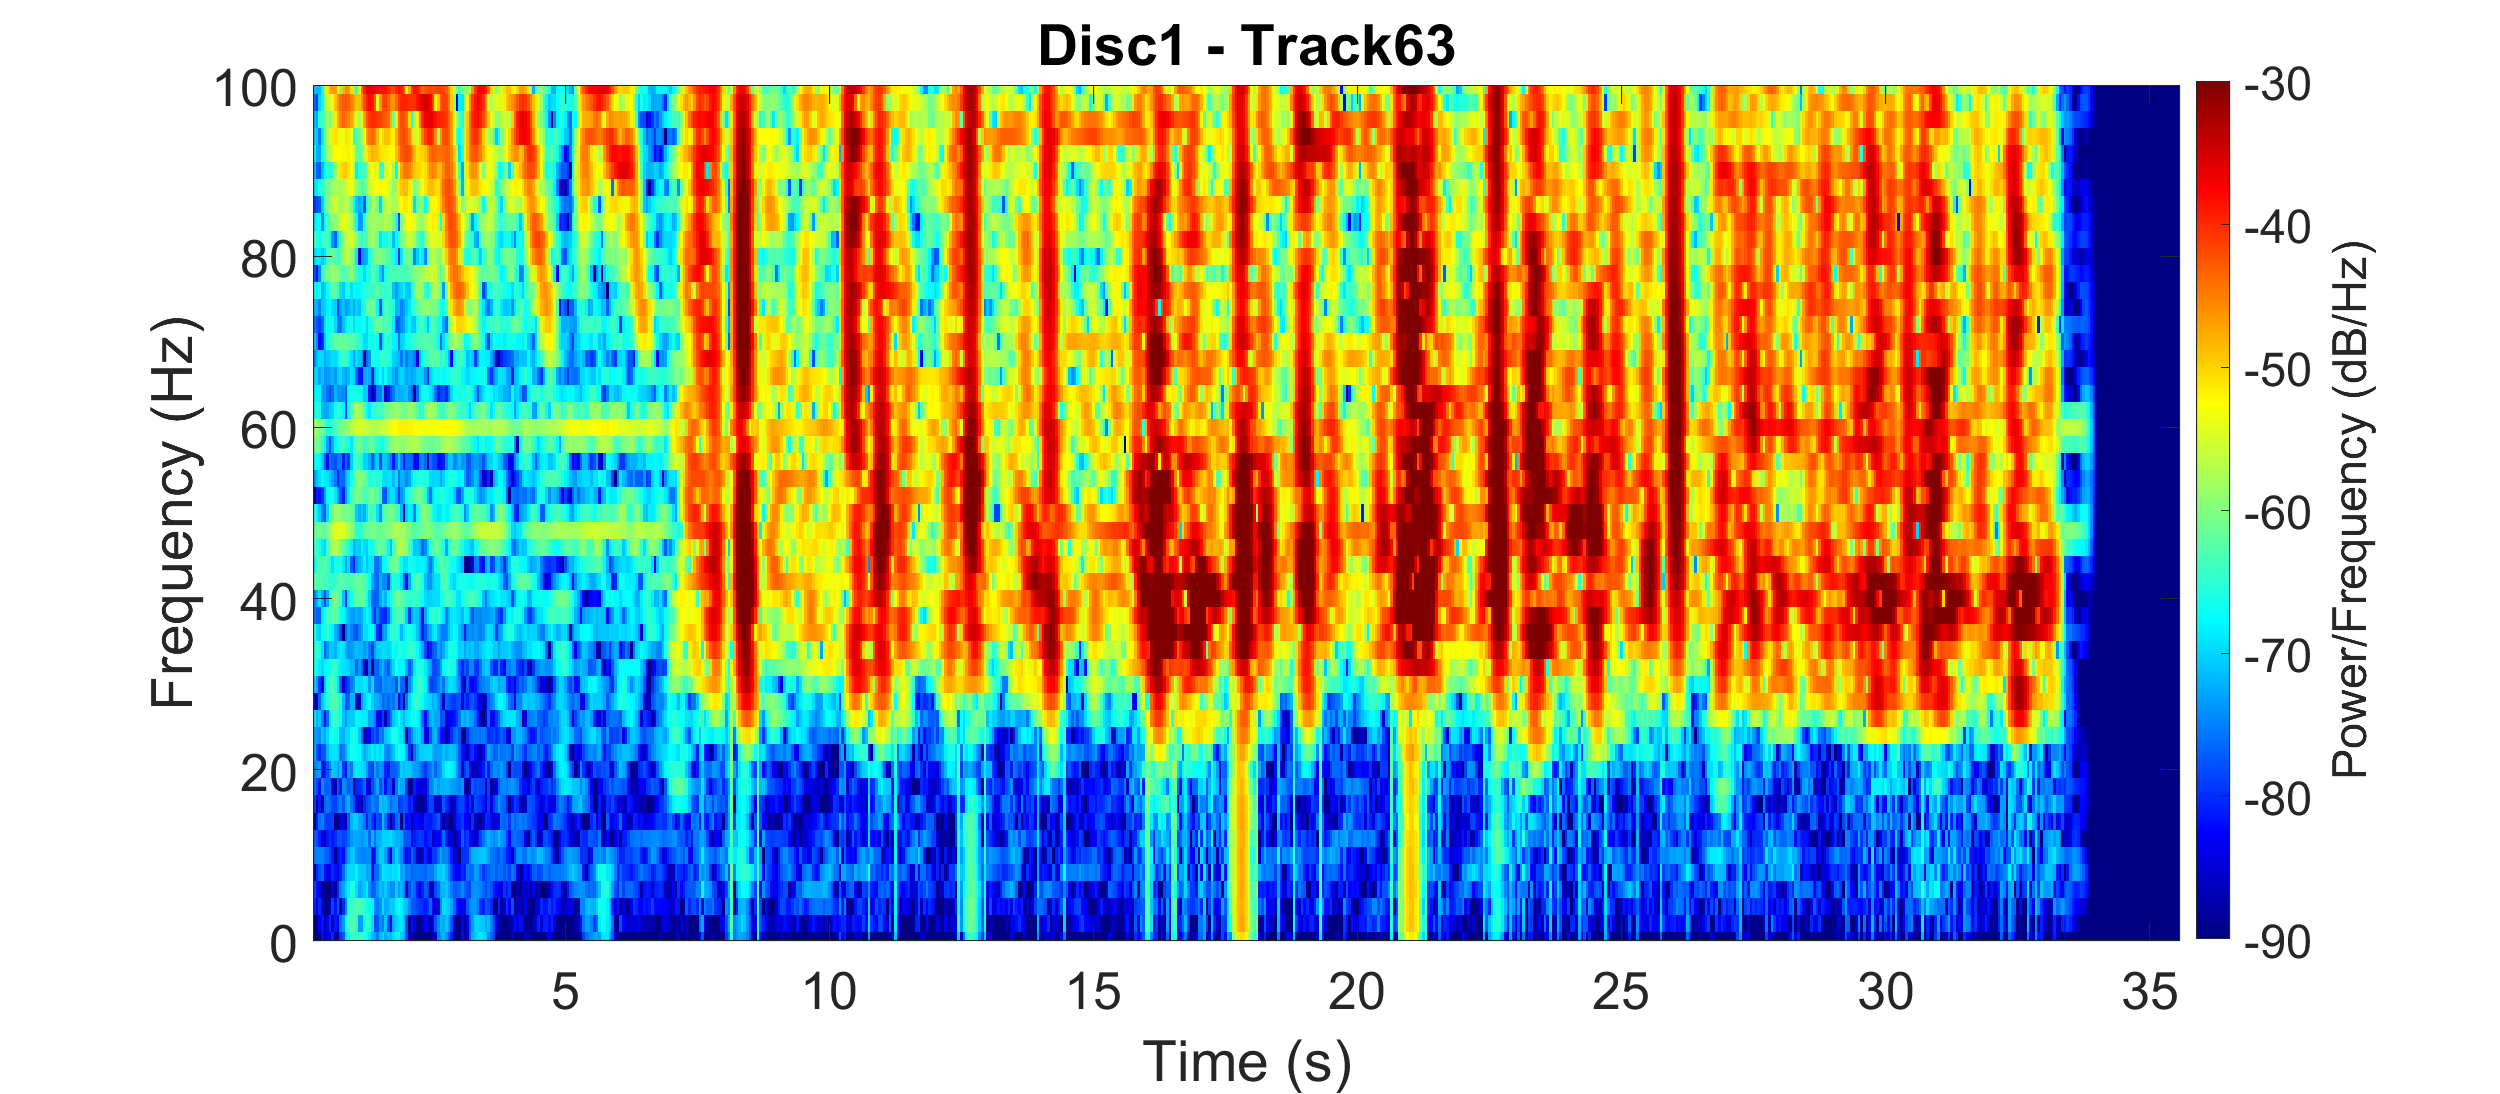 Disc1 - Track63
100
80
60
40
20
0
Frequency (Hz)
5 10 15 20 25 30 35
Time (s)
-30
-40
-50
-60
-70
-80
-90
Power/Frequency (dB/Hz)